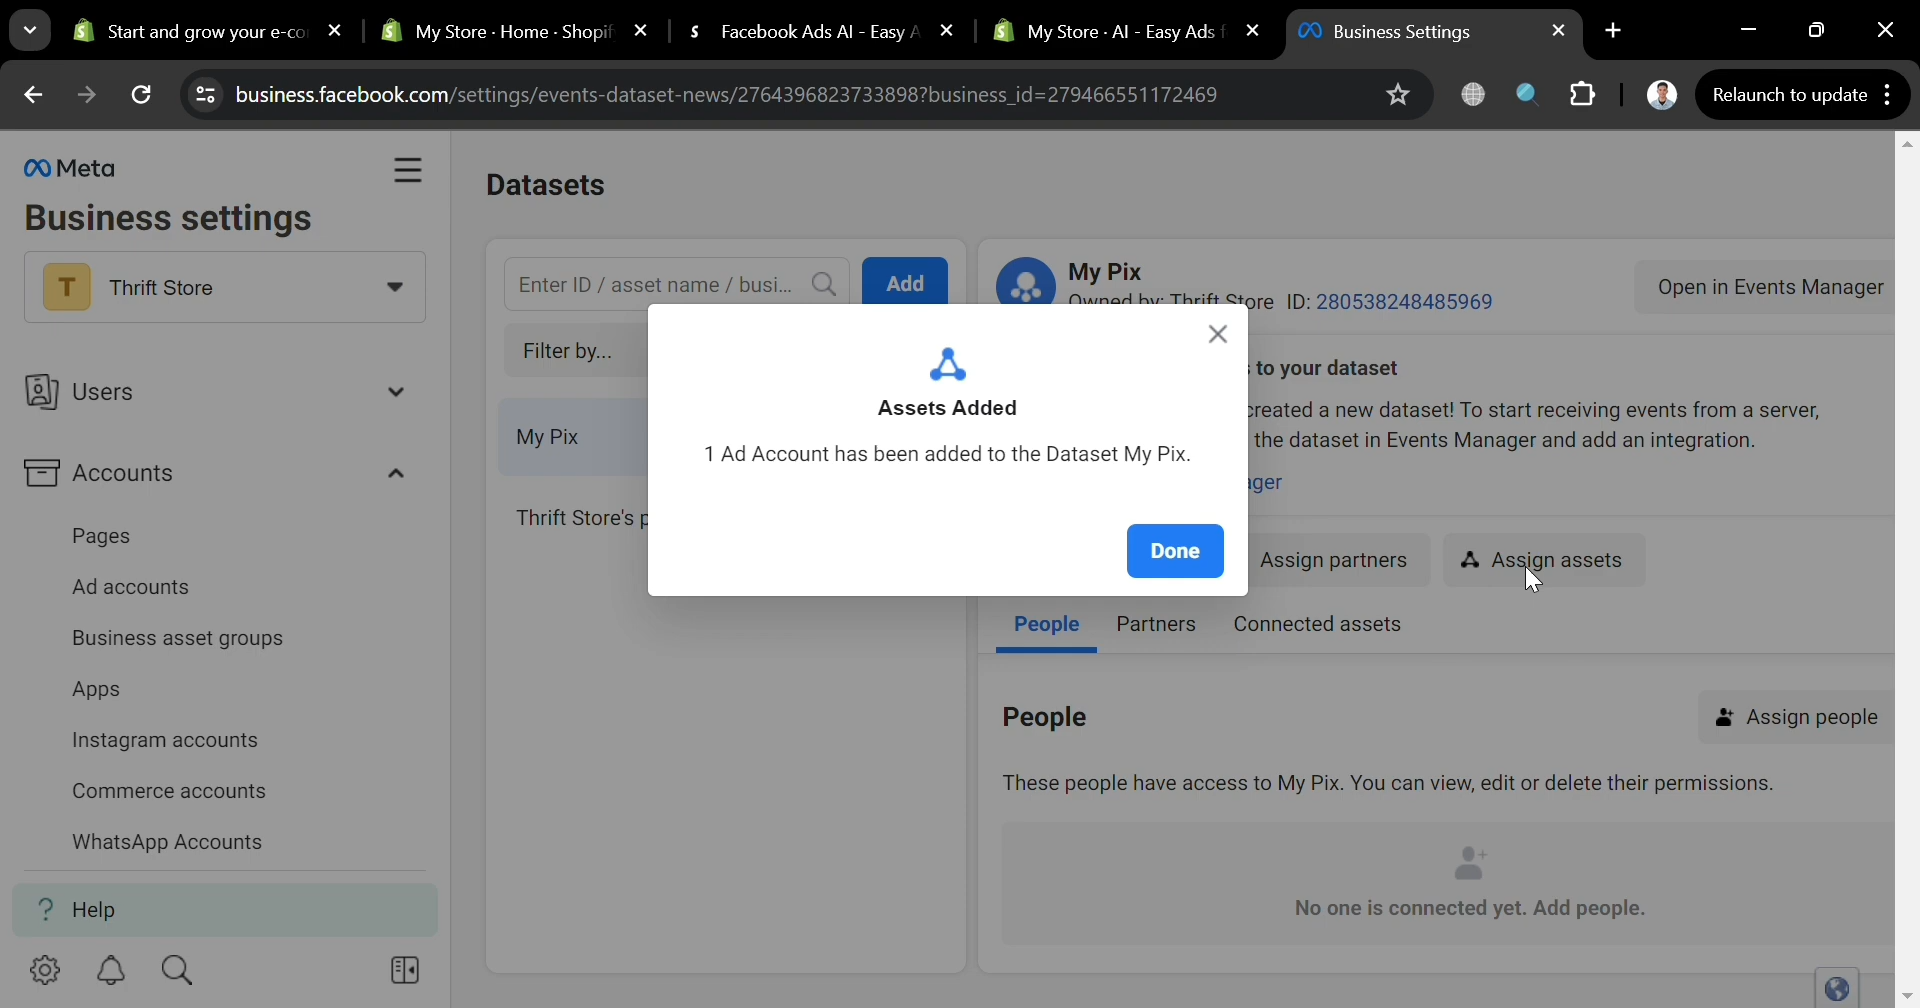 Start and grow your e-co
My Store · Home · Shopif
Facebook Ads AI - Easy A
My Store · AI - Easy Ads f
Business Settings
business.facebook.com/settings/events-dataset-news/2764396823733898?business_id=279466551172469
Relaunch to update
Meta
Business settings
T Thrift Store
Users
Accounts
Pages
Ad accounts
Business asset groups
Apps
Instagram accounts
Commerce accounts
WhatsApp Accounts
? Help
Datasets
Enter ID / asset name / busi...
Add
Filter by...
My Pix
Thrift Store's p
My Pix
Owned by: Thrift Store ID: 280538248485969
Open in Events Manager
to your dataset
created a new dataset! To start receiving events from a server,
the dataset in Events Manager and add an integration.
ager
Assign partners
Assign assets
People
Partners
Connected assets
People
Assign people
These people have access to My Pix. You can view, edit or delete their permissions.
No one is connected yet. Add people.
Assets Added
1 Ad Account has been added to the Dataset My Pix.
Done